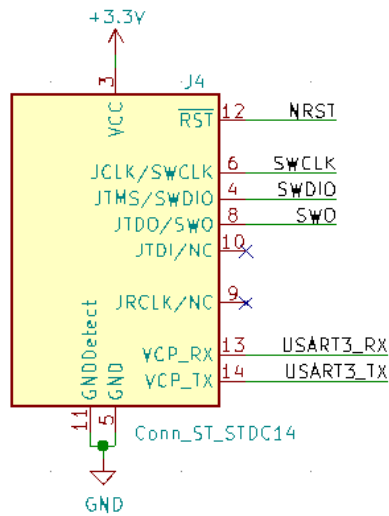 +3.3V
3
J4
VCC
RST
12
NRST
JCLK/SWCLK
6
SWCLK
JTMS/SWDIO
4
SWDIO
JTDO/SWO
8
SWO
JTDI/NC
10
JRCLK/NC
9
VCP_RX
13
USART3_RX
VCP_TX
14
USART3_TX
GNDDetect
GND
11
5
Conn_ST_STDC14
GND